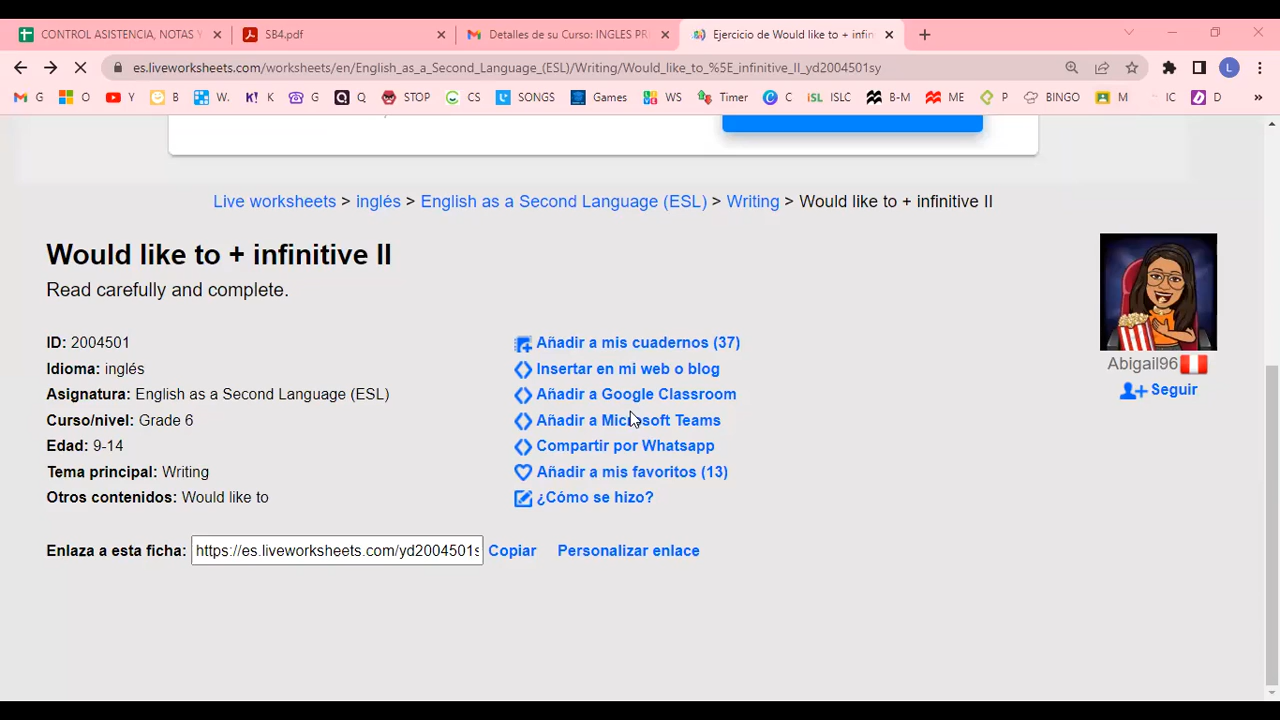 CONTROL ASISTENCIA, NOTAS Y
SB4.pdf
Detalles de su Curso: INGLES PR
Ejercicio de Would like to + infin
es.liveworksheets.com/worksheets/en/English_as_a_Second_Language_(ESL)/Writing/Would_like_to_%5E_infinitive_II_yd2004501sy
L
G
O
Y
B
W.
K
G
Q
STOP
CS
SONGS
Games
WS
Timer
C
ISLC
B-M
ME
P
BINGO
M
IC
D
»
Live worksheets > inglés > English as a Second Language (ESL) > Writing > Would like to + infinitive II
Would like to + infinitive II
Read carefully and complete.
ID: 2004501
Idioma: inglés
Asignatura: English as a Second Language (ESL)
Curso/nivel: Grade 6
Edad: 9-14
Tema principal: Writing
Otros contenidos: Would like to
Añadir a mis cuadernos (37)
Insertar en mi web o blog
Añadir a Google Classroom
Añadir a Microsoft Teams
Compartir por Whatsapp
Añadir a mis favoritos (13)
¿Cómo se hizo?
Abigail96
Seguir
Enlaza a esta ficha: https://es.liveworksheets.com/yd2004501s Copiar Personalizar enlace